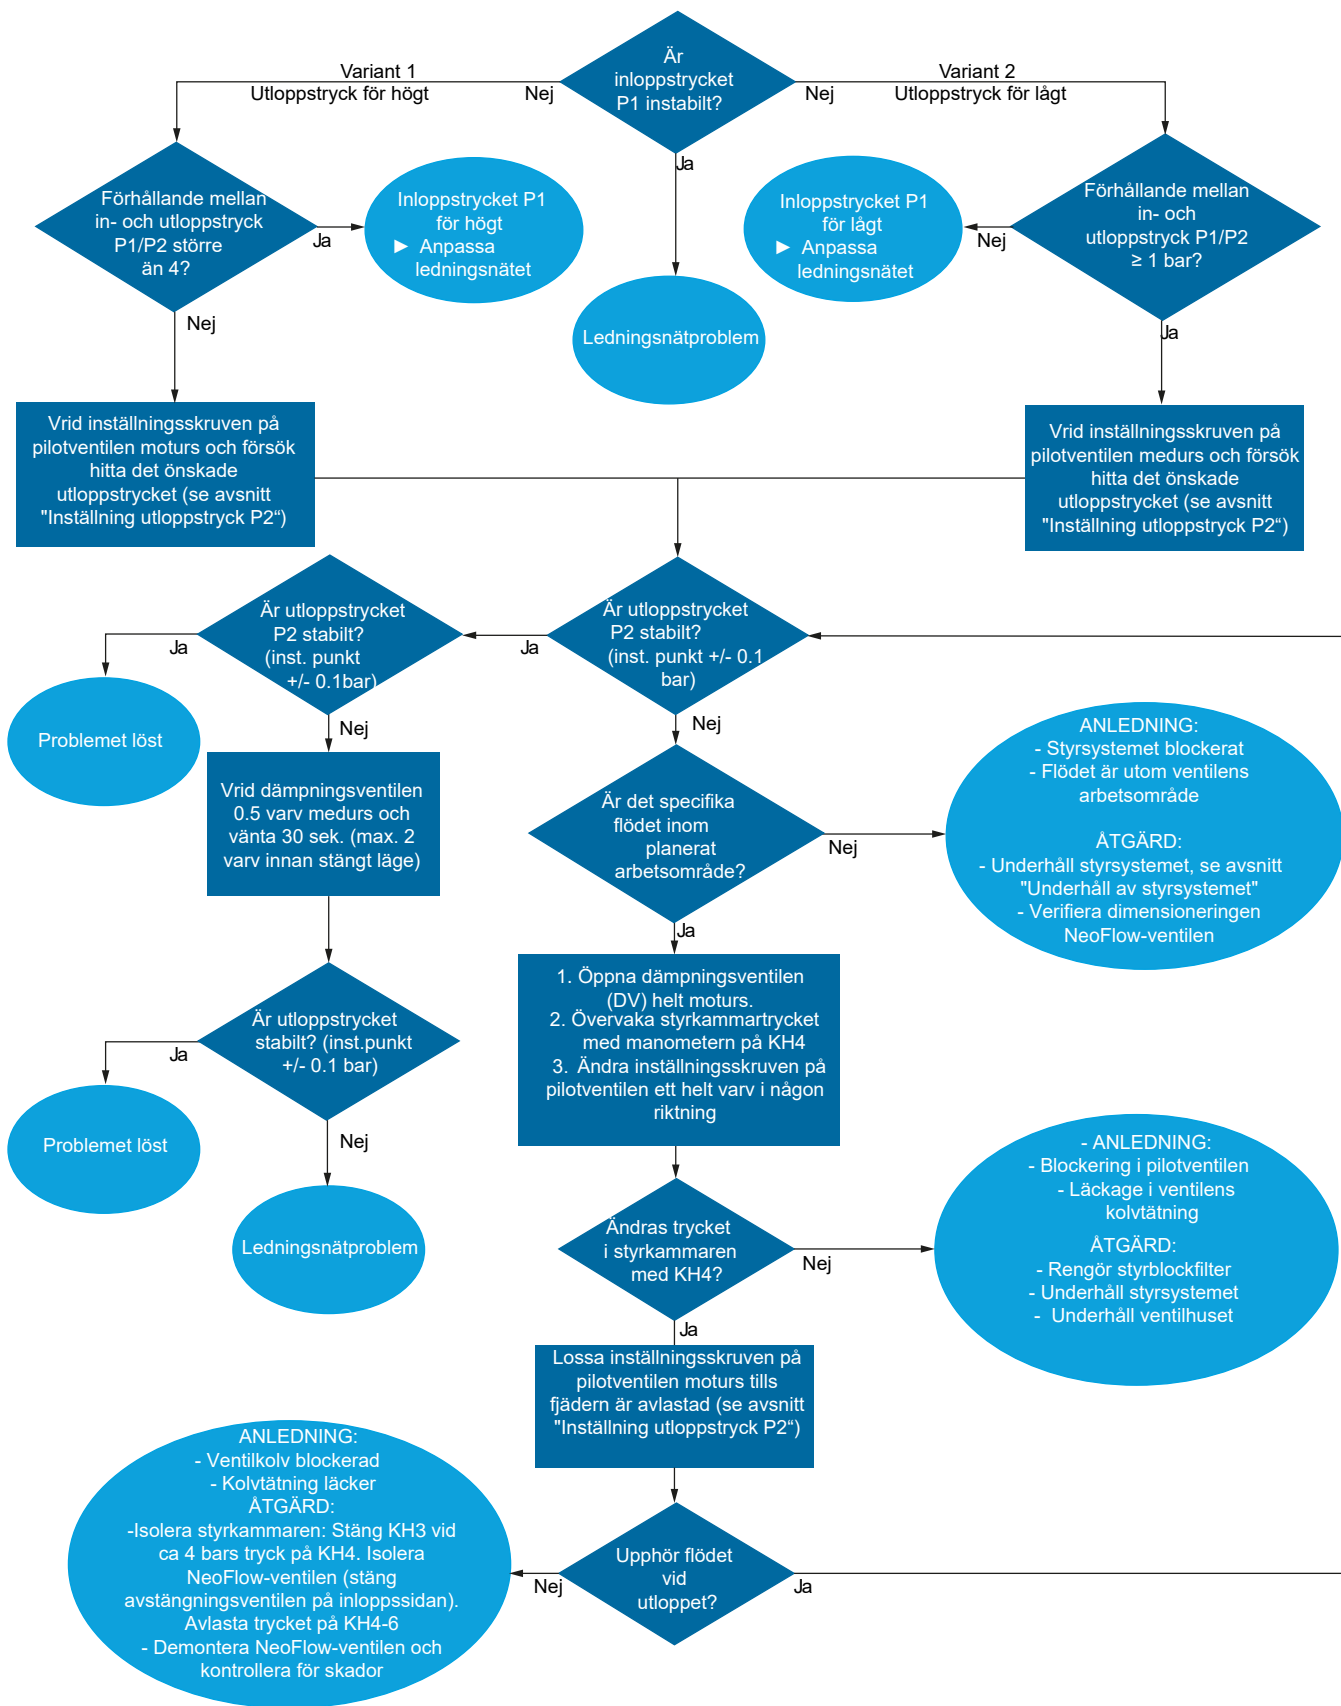 Är
inloppstrycket
P1 instabilt?
Variant 1
Utloppstryck för högt
Nej
Variant 2
Utloppstryck för lågt
Nej
Ja
Förhållande mellan
in- och utloppstryck
P1/P2 större
än 4?
Ja
Inloppstrycket P1
för högt
► Anpassa
ledningsnätet
Inloppstrycket P1
för lågt
► Anpassa
ledningsnätet
Nej
Förhållande mellan
in- och
utloppstryck P1/P2
≥ 1 bar?
Nej
Ledningsnätproblem
Ja
Vrid inställningsskruven på
pilotventilen moturs och försök
hitta det önskade
utloppstrycket (se avsnitt
"Inställning utloppstryck P2“)
Vrid inställningsskruven på
pilotventilen medurs och försök
hitta det önskade
utloppstrycket (se avsnitt
"Inställning utloppstryck P2“)
Är utloppstrycket
P2 stabilt?
(inst. punkt
+/- 0.1bar)
Är utloppstrycket
P2 stabilt?
(inst. punkt +/- 0.1
bar)
Ja
Ja
Nej
Nej
Problemet löst
Vrid dämpningsventilen
0.5 varv medurs och
vänta 30 sek. (max. 2
varv innan stängt läge)
Är det specifika
flödet inom
planerat
arbetsområde?
Nej
ANLEDNING:
- Styrsystemet blockerat
- Flödet är utom ventilens
arbetsområde
ÅTGÄRD:
- Underhåll styrsystemet, se avsnitt
"Underhåll av styrsystemet"
- Verifiera dimensioneringen
NeoFlow-ventilen
Ja
1. Öppna dämpningsventilen
(DV) helt moturs.
2. Övervaka styrkammartrycket
med manometern på KH4
3. Ändra inställningsskruven på
pilotventilen ett helt varv i någon
riktning
Är utloppstrycket
stabilt? (inst.punkt
+/- 0.1 bar)
Ja
Nej
Problemet löst
Ledningsnätproblem
Ändras trycket
i styrkammaren
med KH4?
Nej
- ANLEDNING:
- Blockering i pilotventilen
- Läckage i ventilens
kolvtätning
ÅTGÄRD:
- Rengör styrblockfilter
- Underhåll styrsystemet
- Underhåll ventilhuset
Ja
Lossa inställningsskruven på
pilotventilen moturs tills
fjädern är avlastad (se avsnitt
"Inställning utloppstryck P2“)
ANLEDNING:
- Ventilkolv blockerad
- Kolvtätning läcker
ÅTGÄRD:
-Isolera styrkammaren: Stäng KH3 vid
ca 4 bars tryck på KH4. Isolera
NeoFlow-ventilen (stäng
avstängningsventilen på inloppssidan).
Avlasta trycket på KH4-6
- Demontera NeoFlow-ventilen och
kontrollera för skador
Nej
Upphör flödet
vid
utloppet?
Ja